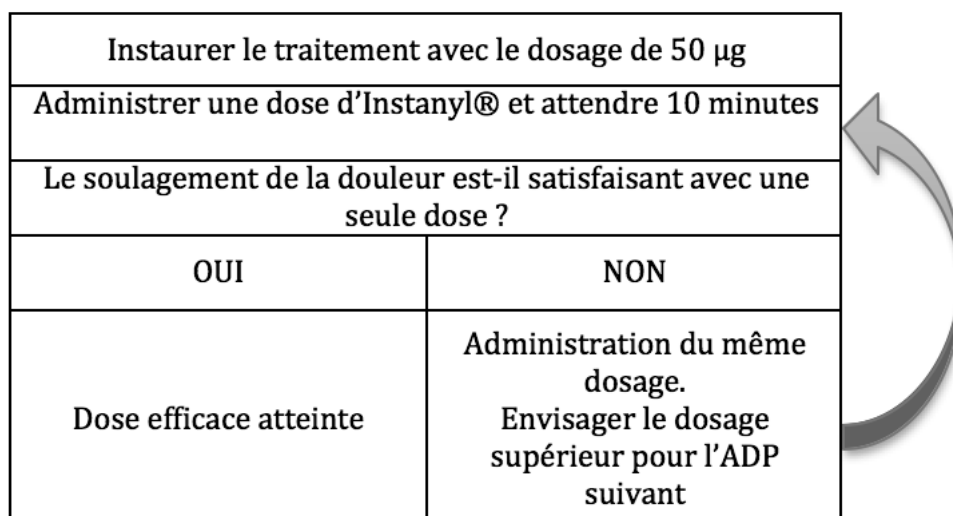 Instaurer le traitement avec le dosage de 50 µg
Administrer une dose d’Instanyl® et attendre 10 minutes
Le soulagement de la douleur est-il satisfaisant avec une
seule dose ?
OUI
NON
Dose efficace atteinte
Administration du même
dosage.
Envisager le dosage
supérieur pour l’ADP
suivant